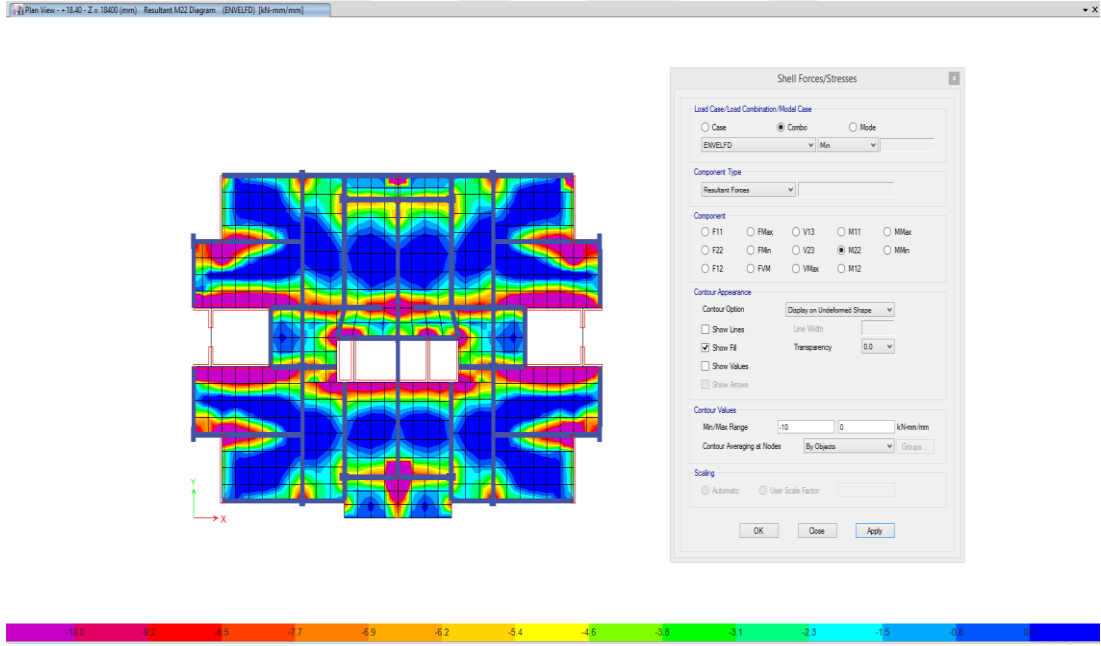 Plan View - +18.40 - Z = 18400 (mm) Resultant M22 Diagram (ENVELFD) [kN-mm/mm]
Shell Forces/Stresses
Load Case/Load Combination/Modal Case
Case Combo Mode
ENVELFD Min
Component Type
Resultant Forces
Component
F11 FMax V13 M11 MMax
F22 FMin V23 M22 MMin
F12 FVM VMax M12
Contour Appearance
Contour Option Display on Undeformed Shape
Show Lines Line Width
Show Fill Transparency 0.0
Show Values
Show Arrows
Contour Values
Min/Max Range -10 0 kN-mm/mm
Contour Averaging at Nodes By Objects Groups...
Scaling
Automatic User Scale Factor
OK Close Apply
Y
X
-10.0 -9.2 -8.5 -7.7 -6.9 -6.2 -5.4 -4.6 -3.8 -3.1 -2.3 -1.5 -0.8